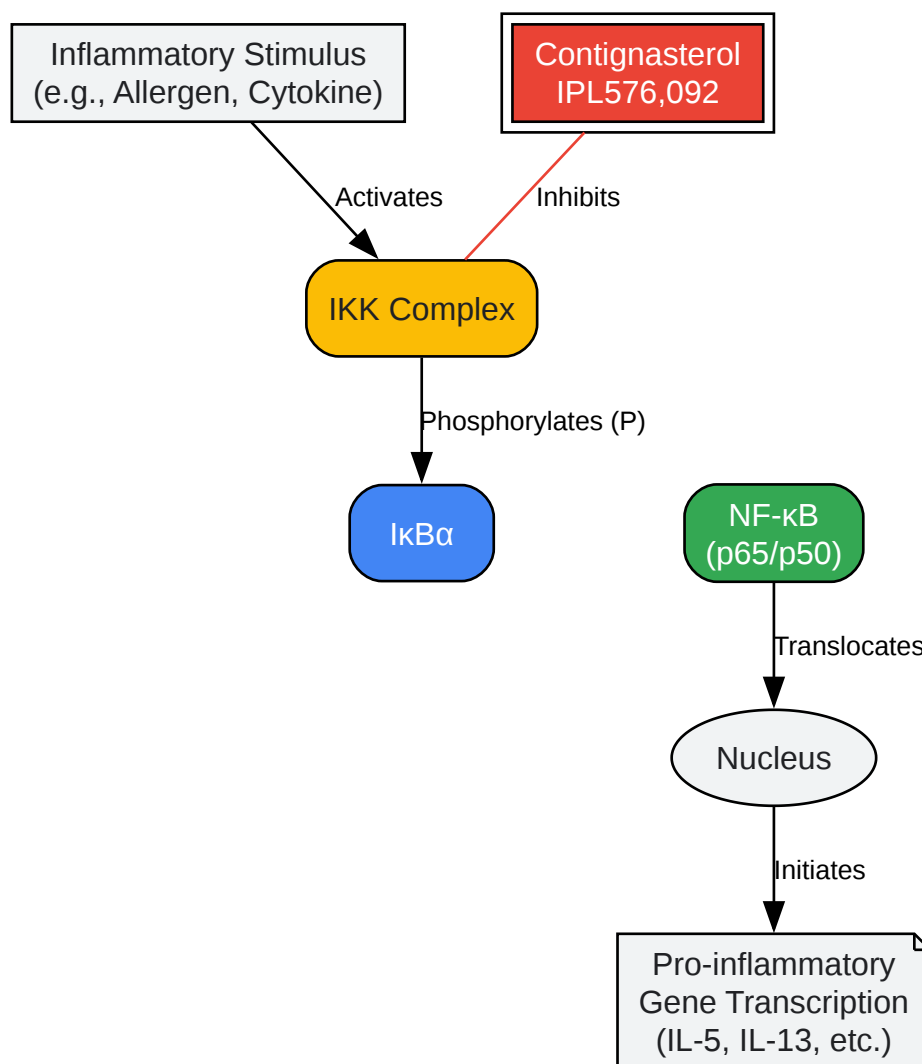 Inflammatory Stimulus
(e.g., Allergen, Cytokine)
Contignasterol
IPL576,092
Activates
Inhibits
IKK Complex
Phosphorylates (P)
IκBα
NF-κB
(p65/p50)
Translocates
Nucleus
Initiates
Pro-inflammatory
Gene Transcription
(IL-5, IL-13, etc.)